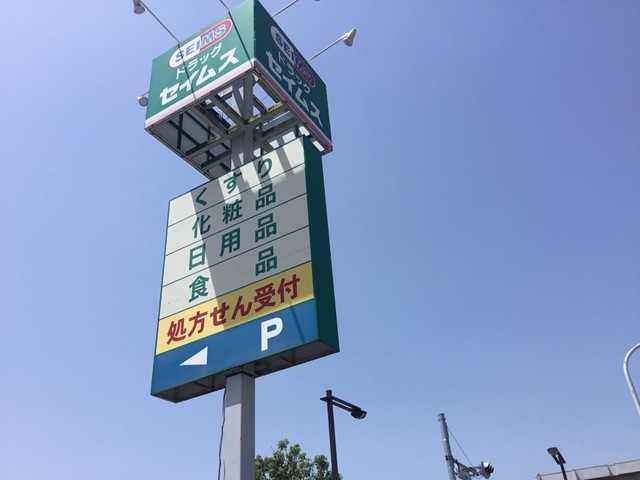 SEIMS
ドラッグ
セイムス
SEIMS
ドラッグ
セイムス
くすり
化粧品
日用品
食品
処方せん受付
P